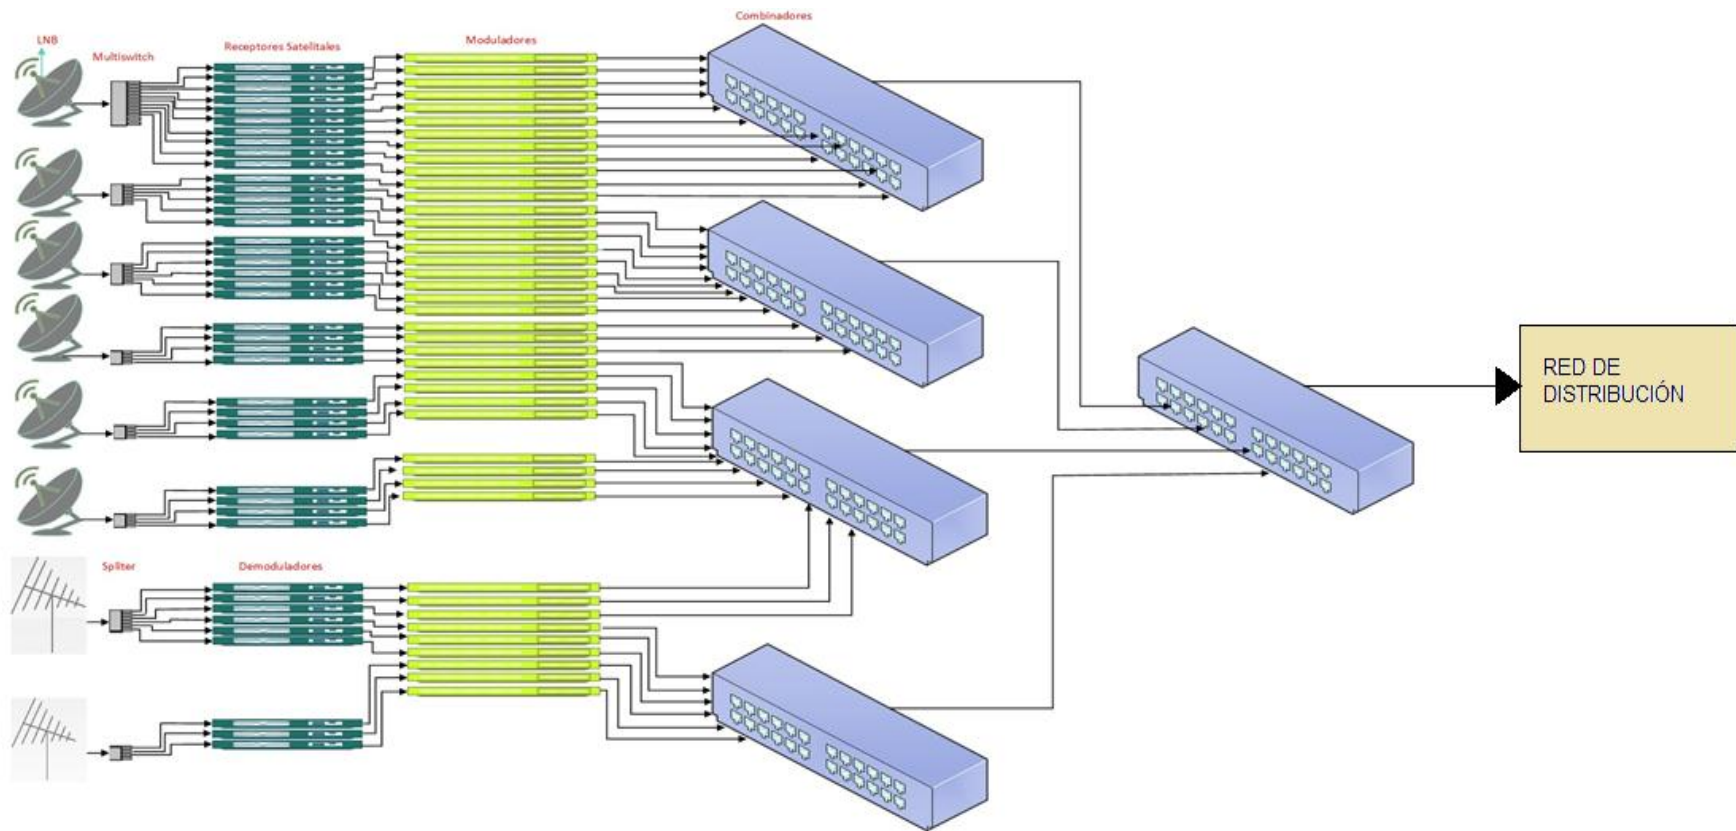 Combinadores
LNB
Moduladores
Receptores Satelitales
Multiswitch
RED DE
DISTRIBUCIÓN
Spliter
Demoduladores